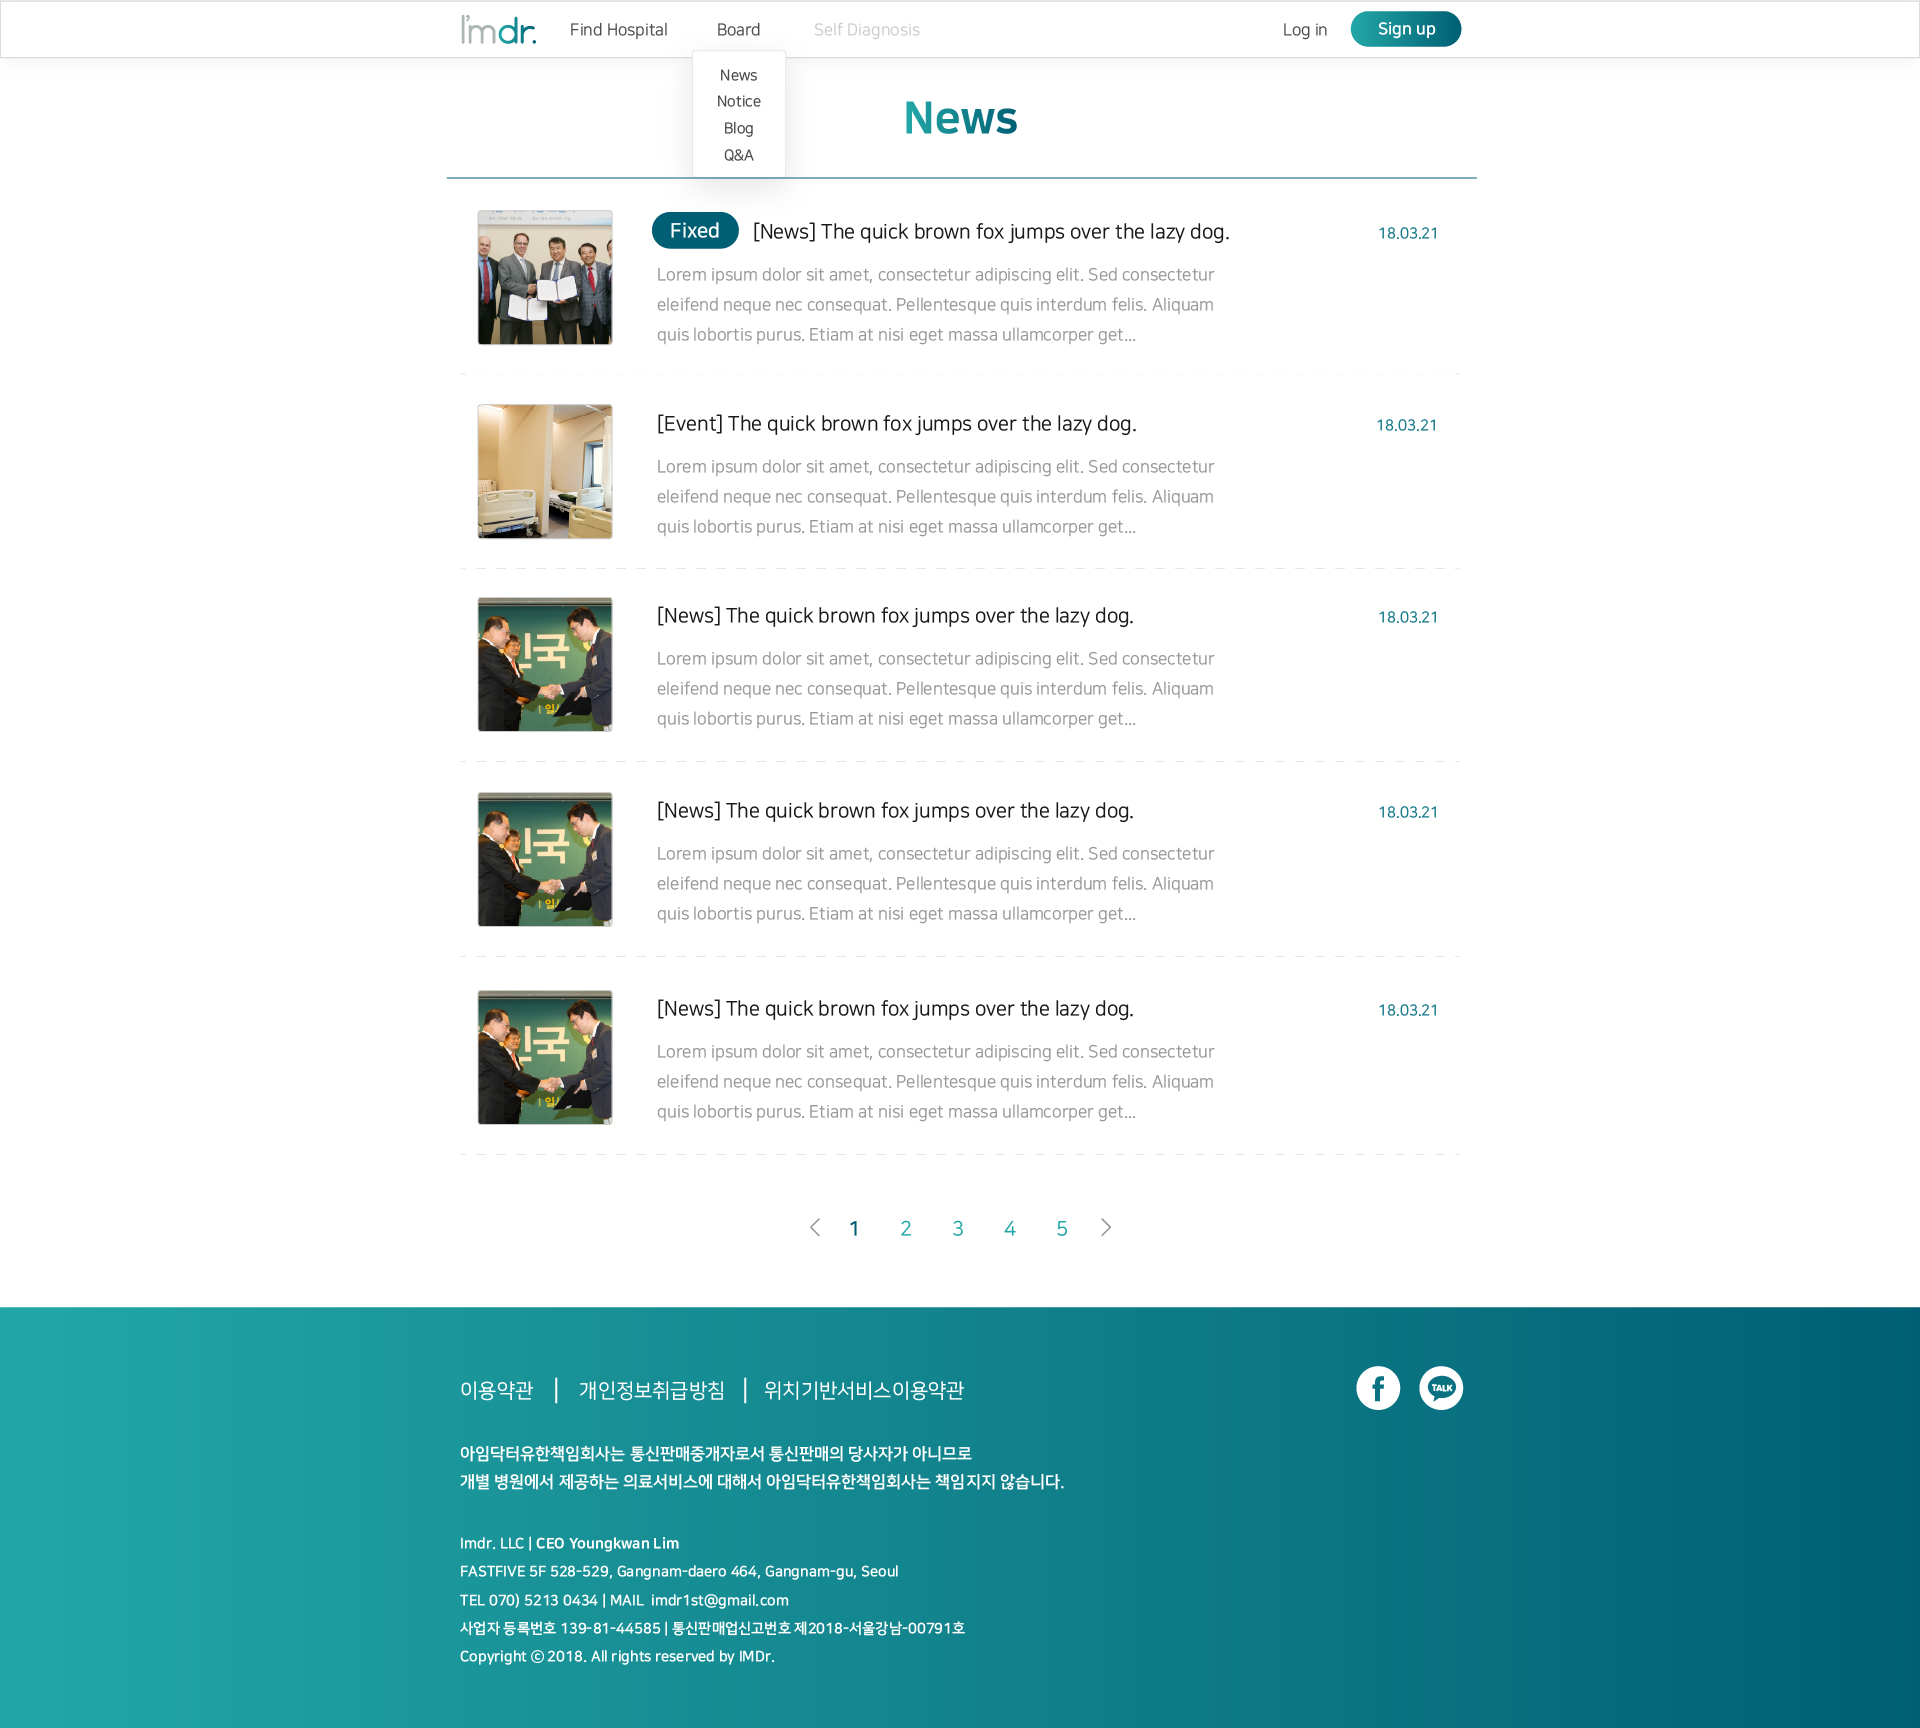 I'mdr.
Find Hospital
Board
Self Diagnosis
Log in
Sign up
News
Notice
Blog
Q&A
News
Fixed
[News] The quick brown fox jumps over the lazy dog.
18.03.21
Lorem ipsum dolor sit amet, consectetur adipiscing elit. Sed consectetur
eleifend neque nec consequat. Pellentesque quis interdum felis. Aliquam
quis lobortis purus. Etiam at nisi eget massa ullamcorper get...
[Event] The quick brown fox jumps over the lazy dog.
18.03.21
Lorem ipsum dolor sit amet, consectetur adipiscing elit. Sed consectetur
eleifend neque nec consequat. Pellentesque quis interdum felis. Aliquam
quis lobortis purus. Etiam at nisi eget massa ullamcorper get...
인국
[News] The quick brown fox jumps over the lazy dog.
18.03.21
Lorem ipsum dolor sit amet, consectetur adipiscing elit. Sed consectetur
eleifend neque nec consequat. Pellentesque quis interdum felis. Aliquam
quis lobortis purus. Etiam at nisi eget massa ullamcorper get...
인국
[News] The quick brown fox jumps over the lazy dog.
18.03.21
Lorem ipsum dolor sit amet, consectetur adipiscing elit. Sed consectetur
eleifend neque nec consequat. Pellentesque quis interdum felis. Aliquam
quis lobortis purus. Etiam at nisi eget massa ullamcorper get...
인국
[News] The quick brown fox jumps over the lazy dog.
18.03.21
Lorem ipsum dolor sit amet, consectetur adipiscing elit. Sed consectetur
eleifend neque nec consequat. Pellentesque quis interdum felis. Aliquam
quis lobortis purus. Etiam at nisi eget massa ullamcorper get...
1 2 3 4 5
이용약관 | 개인정보취급방침 | 위치기반서비스이용약관
f
TALK
아임닥터유한책임회사는 통신판매중개자로서 통신판매의 당사자가 아니므로
개별 병원에서 제공하는 의료서비스에 대해서 아임닥터유한책임회사는 책임지지 않습니다.
Imdr. LLC | CEO Youngkwan Lim
FASTFIVE 5F 528-529, Gangnam-daero 464, Gangnam-gu, Seoul
TEL 070) 5213 0434 | MAIL imdr1st@gmail.com
사업자 등록번호 139-81-44585 | 통신판매업신고번호 제2018-서울강남-00791호
Copyright ⓒ 2018. All rights reserved by IMDr.